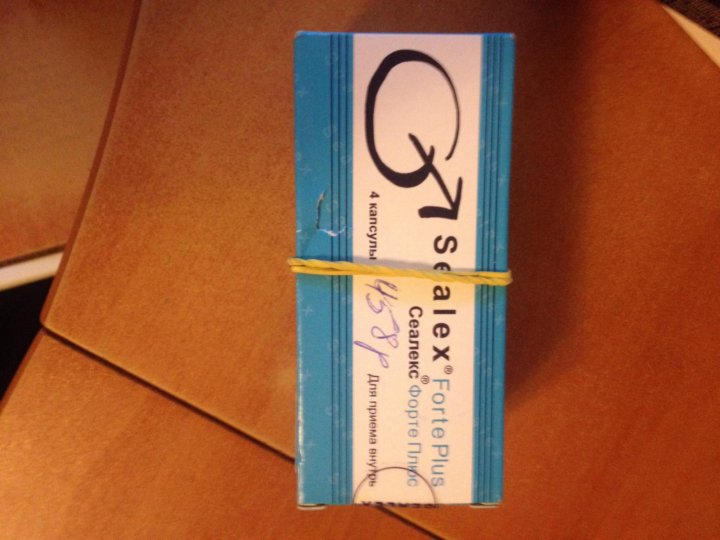 Sealex® Forte Plus
Сеалекс® Форте Плюс
4 капсулы
458р
Для приема внутрь